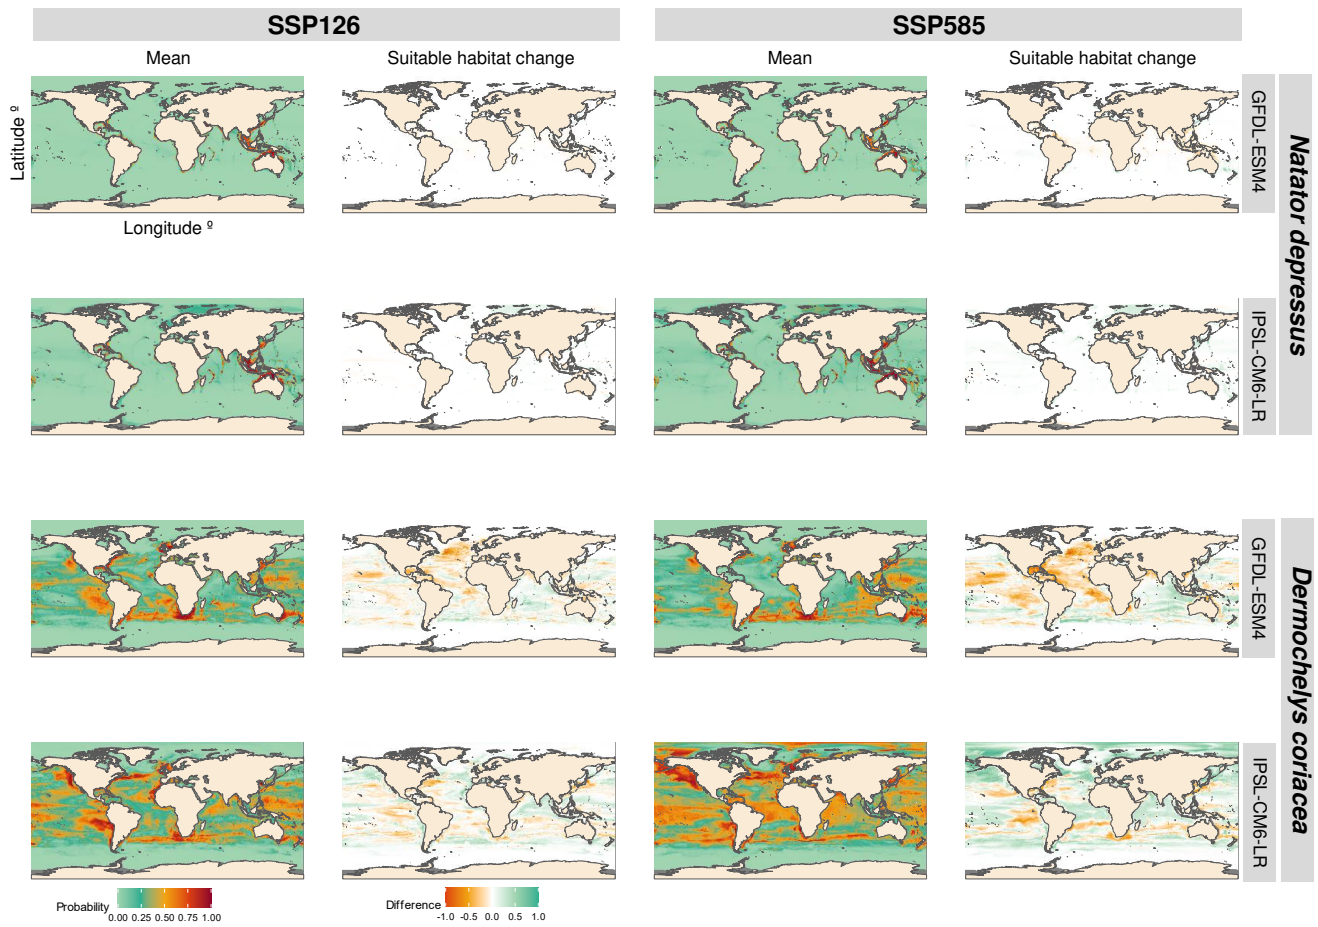 SSP126
SSP585
Mean
Suitable habitat change
Mean
Suitable habitat change
Latitude º
Longitude º
GFDL-ESM4
IPSL-CM6-LR
Natator depressus
GFDL-ESM4
IPSL-CM6-LR
Dermochelys coriacea
Probability
0.00 0.25 0.50 0.75 1.00
Difference
-1.0 -0.5 0.0 0.5 1.0